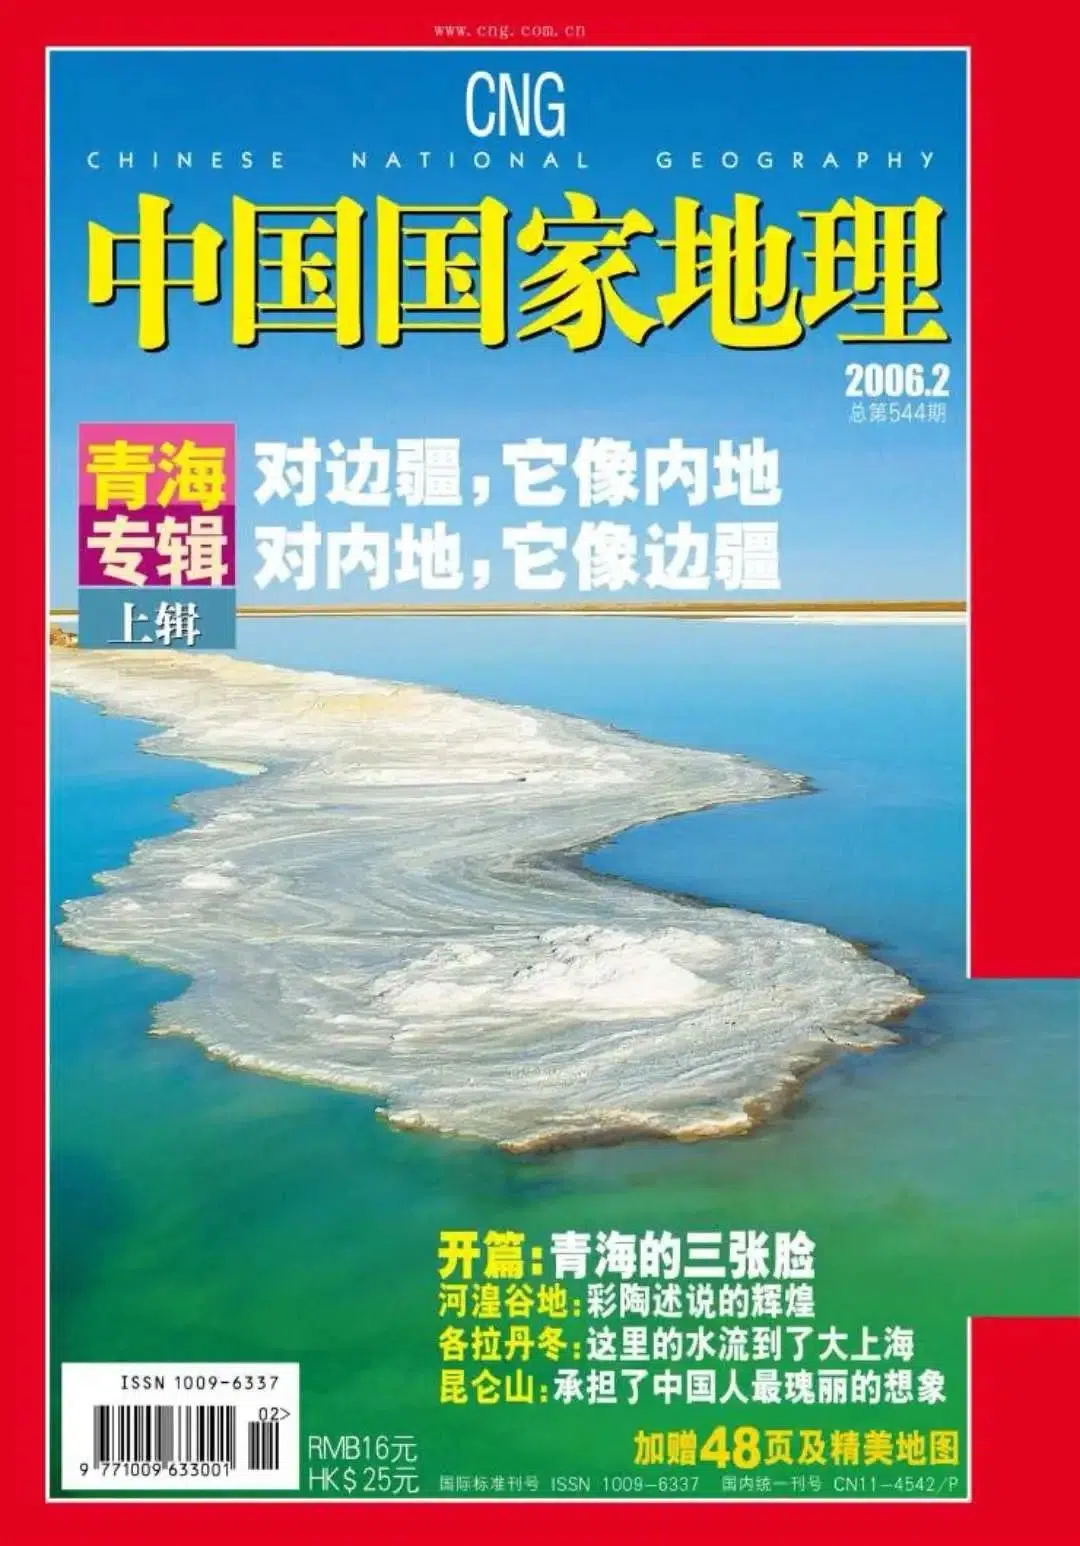 www.cng.com.cn
CNG
CHINESE NATIONAL GEOGRAPHY
中国国家地理
2006.2
总第544期
青海
专辑
上辑
对边疆，它像内地
对内地，它像边疆
开篇：青海的三张脸
河湟谷地：彩陶述说的辉煌
各拉丹冬：这里的水流到了大上海
昆仑山：承担了中国人最瑰丽的想象
加赠48页及精美地图
ISSN 1009-6337
02>
9 771009 633001
RMB16元
HK$25元
国际标准刊号 ISSN 1009-6337 国内统一刊号 CN11-4542/P